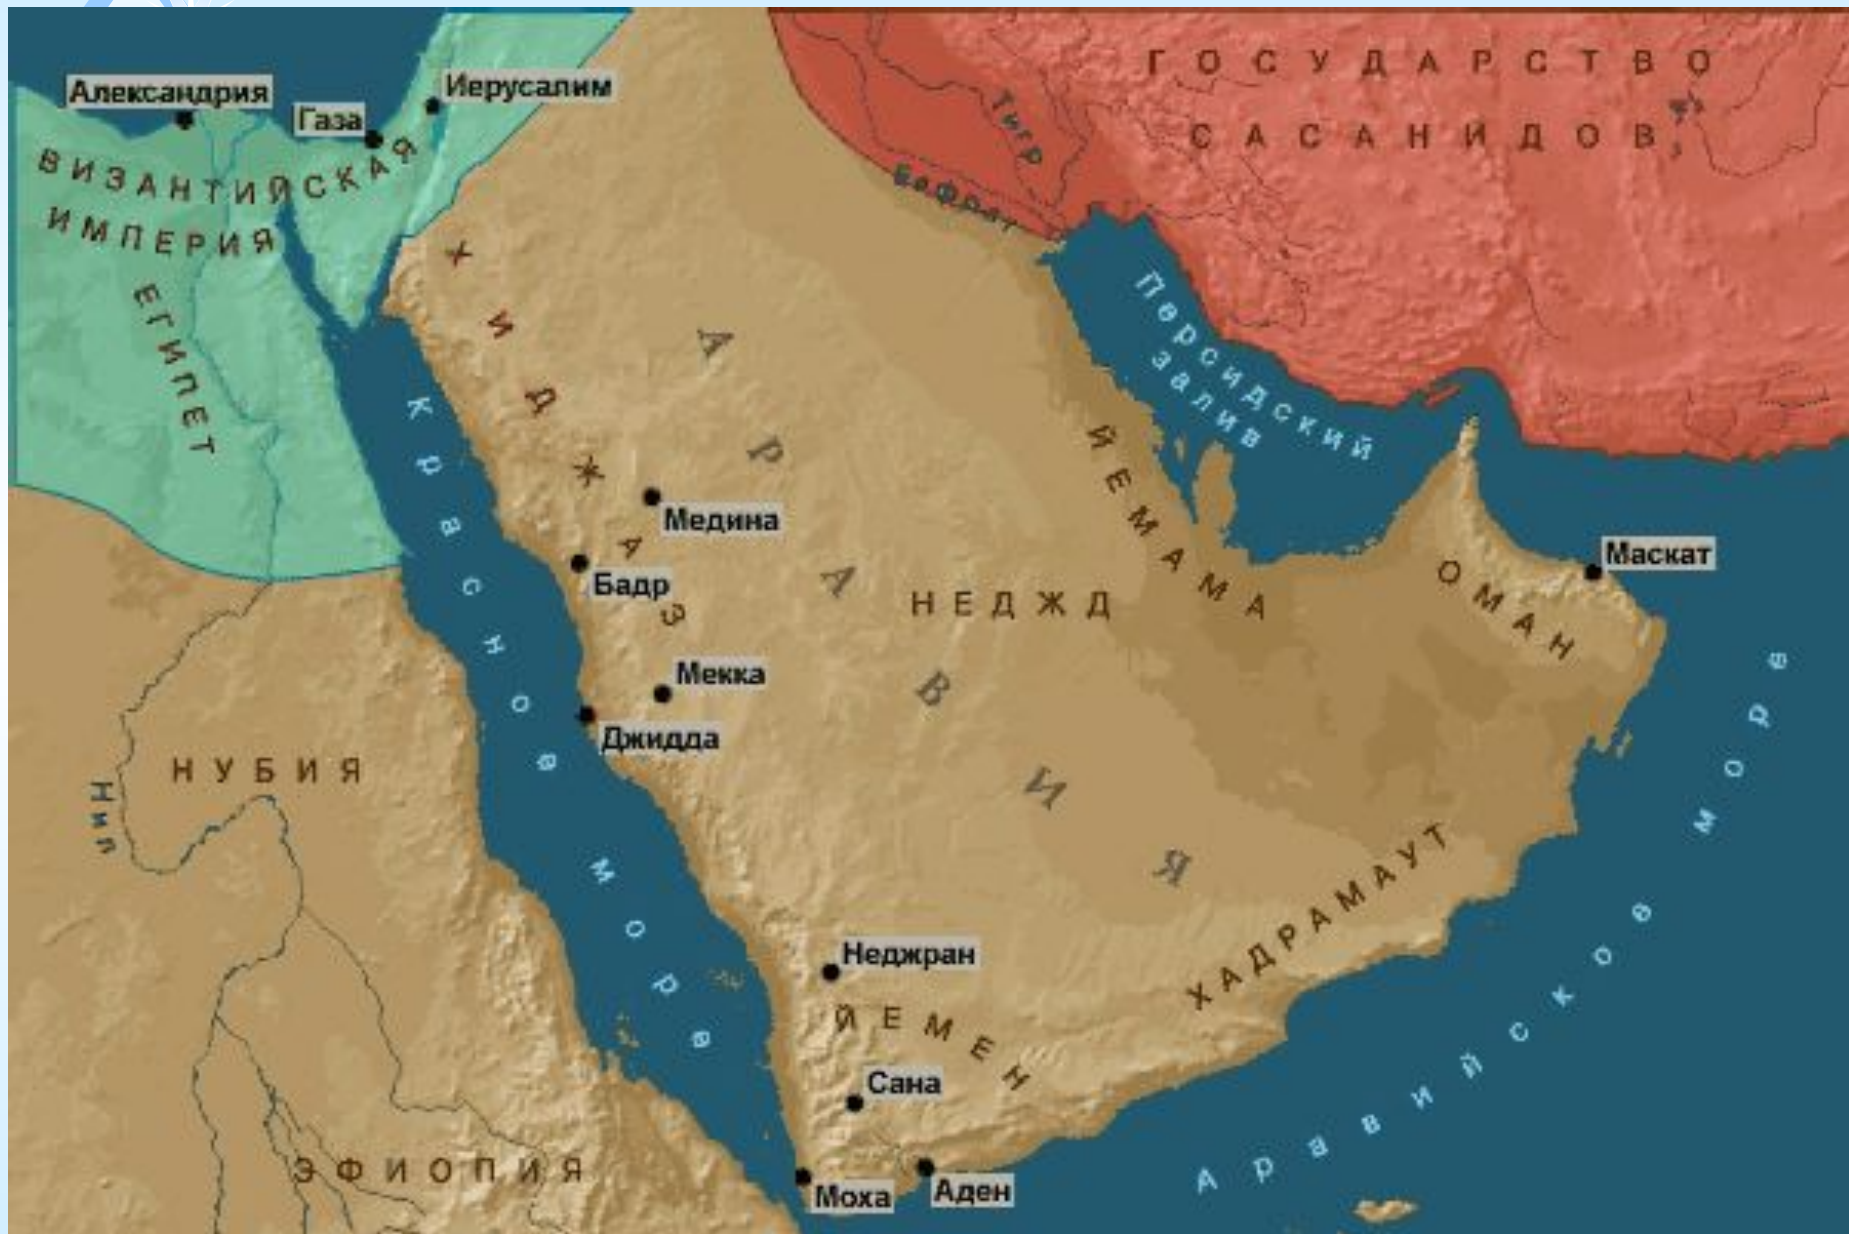 ГОСУДАРСТВО
САСАНИДОВ
Александрия
Газа
Иерусалим
ВИЗАНТИЙСКАЯ
ИМПЕРИЯ
ЕГИПЕТ
Тигр
Евфрат
ХИДЖАЗ
АРАВИЯ
Персидский
залив
Красное море
ЙЕМАМА
Медина
Бадр
НЕДЖД
Маскат
ОМАН
Мекка
Джидда
НУБИЯ
Нил
ХАДРАМАУТ
Аравийское море
Неджран
ЙЕМЕН
Сана
ЭФИОПИЯ
Моха
Аден